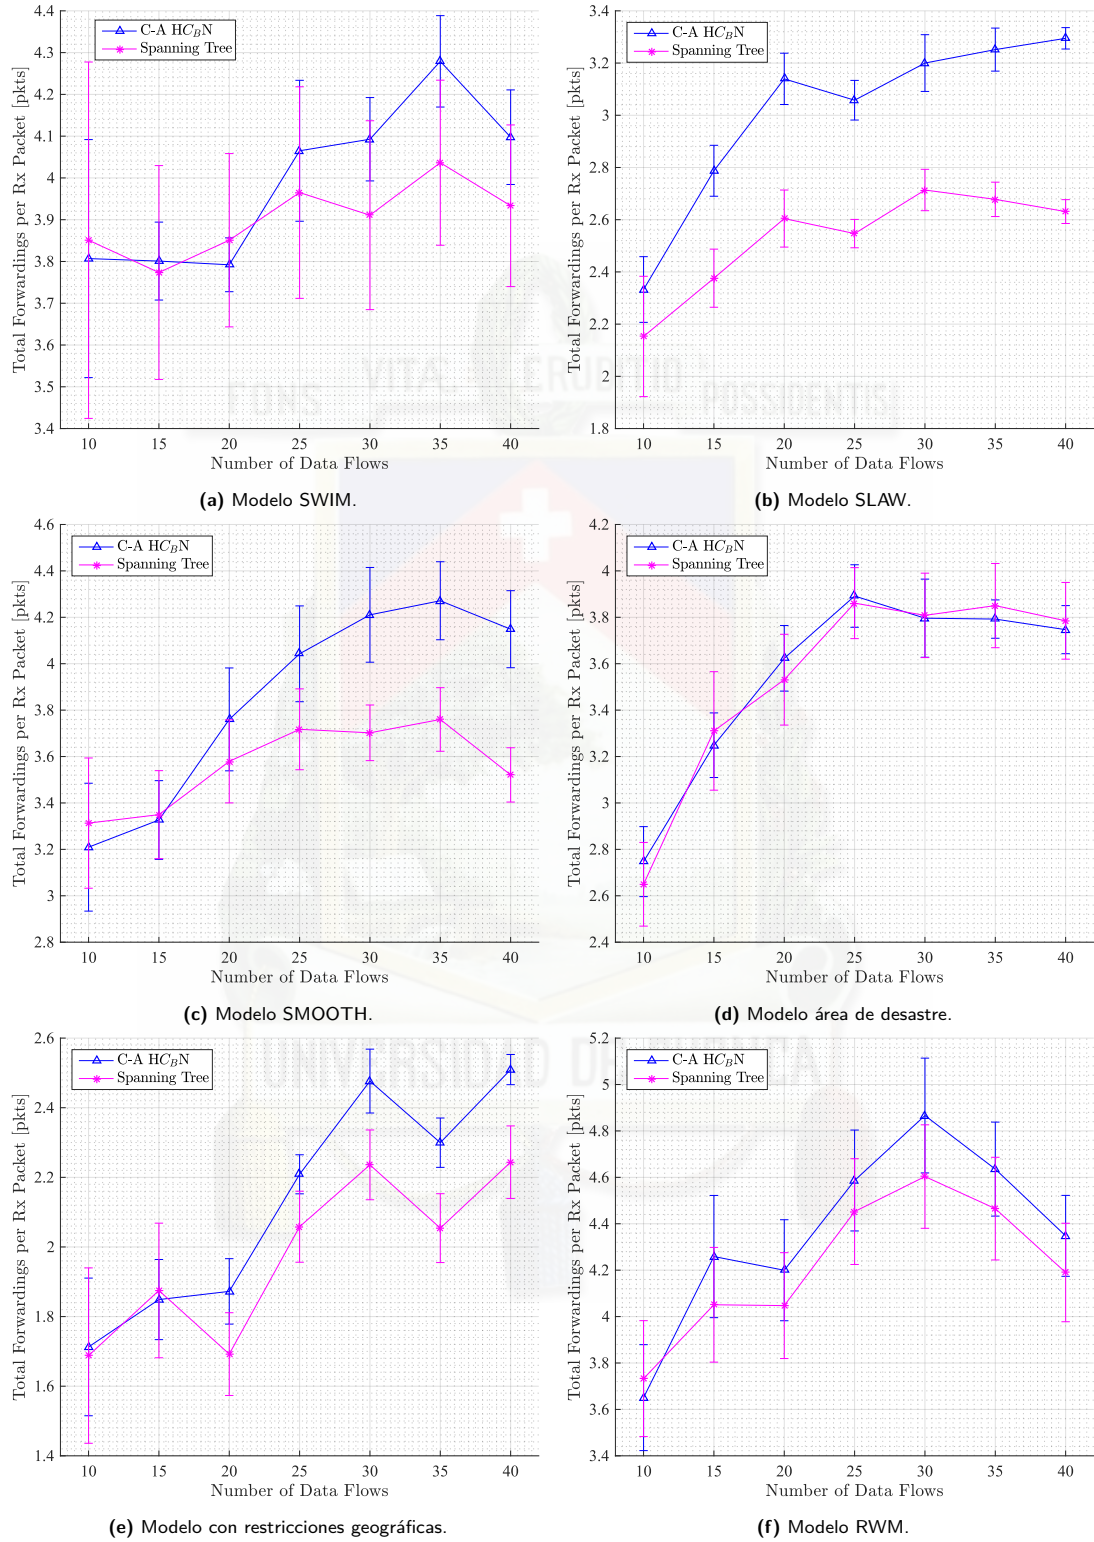 C-A HC_BN
Spanning Tree
Total Forwardings per Rx Packet [pkts]
4.4
4.3
4.2
4.1
4
3.9
3.8
3.7
3.6
3.5
3.4
10 15 20 25 30 35 40
Number of Data Flows
(a) Modelo SWIM.
C-A HC_BN
Spanning Tree
Total Forwardings per Rx Packet [pkts]
3.4
3.2
3
2.8
2.6
2.4
2.2
2
1.8
10 15 20 25 30 35 40
Number of Data Flows
(b) Modelo SLAW.
C-A HC_BN
Spanning Tree
Total Forwardings per Rx Packet [pkts]
4.6
4.4
4.2
4
3.8
3.6
3.4
3.2
3
2.8
10 15 20 25 30 35 40
Number of Data Flows
(c) Modelo SMOOTH.
C-A HC_BN
Spanning Tree
Total Forwardings per Rx Packet [pkts]
4.2
4
3.8
3.6
3.4
3.2
3
2.8
2.6
2.4
10 15 20 25 30 35 40
Number of Data Flows
(d) Modelo área de desastre.
C-A HC_BN
Spanning Tree
Total Forwardings per Rx Packet [pkts]
2.6
2.4
2.2
2
1.8
1.6
1.4
10 15 20 25 30 35 40
Number of Data Flows
(e) Modelo con restricciones geográficas.
C-A HC_BN
Spanning Tree
Total Forwardings per Rx Packet [pkts]
5.2
5
4.8
4.6
4.4
4.2
4
3.8
3.6
3.4
10 15 20 25 30 35 40
Number of Data Flows
(f) Modelo RWM.
FONS VITA. ERUDITIO POSSIDENTIS
UNIVERSIDAD DE